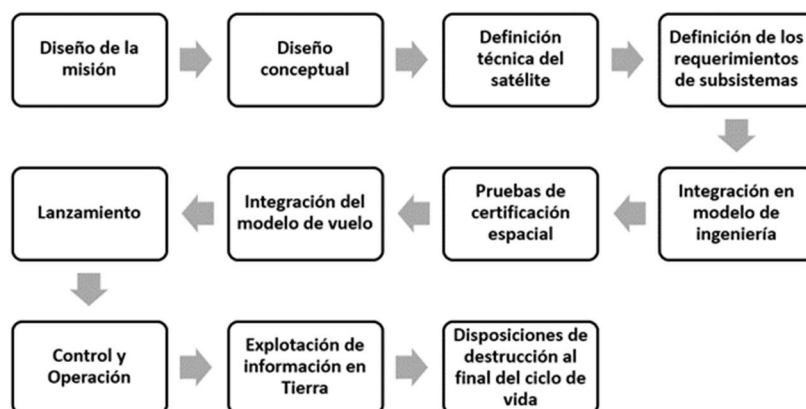 Diseño de la
misión
Diseño
conceptual
Definición
técnica del
satélite
Definición de los
requerimientos
de subsistemas
Integración en
modelo de
ingeniería
Pruebas de
certificación
espacial
Integración del
modelo de vuelo
Lanzamiento
Control y
Operación
Explotación de
información en
Tierra
Disposiciones de
destrucción al
final del ciclo de
vida